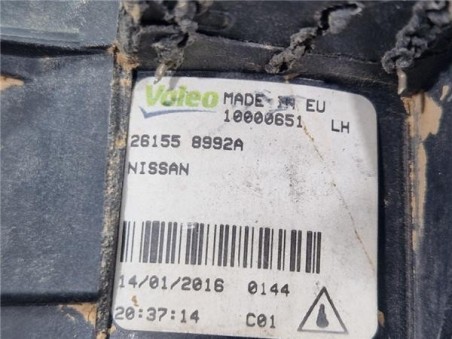 Valeo MADE IN EU
10000651 LH
26155 8992A
NISSAN
14/01/2016 0144
20:37:14 C01